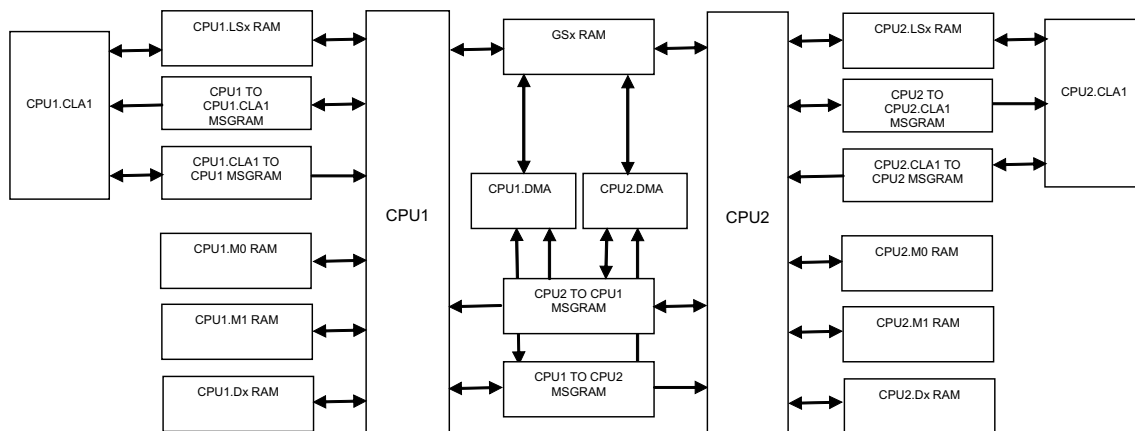 CPU1.CLA1
CPU1.LSx RAM
CPU1 TO
CPU1.CLA1
MSGRAM
CPU1.CLA1 TO
CPU1 MSGRAM
CPU1.M0 RAM
CPU1.M1 RAM
CPU1.Dx RAM
CPU1
GSx RAM
CPU1.DMA
CPU2.DMA
CPU2 TO CPU1
MSGRAM
CPU1 TO CPU2
MSGRAM
CPU2
CPU2.LSx RAM
CPU2 TO
CPU2.CLA1
MSGRAM
CPU2.CLA1 TO
CPU2 MSGRAM
CPU2.M0 RAM
CPU2.M1 RAM
CPU2.Dx RAM
CPU2.CLA1